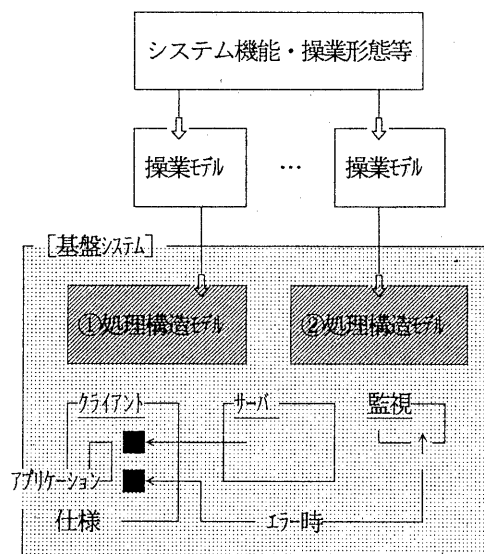 システム機能・操業形態等
操業モデル
…
操業モデル
[基盤システム]
①処理構造モデル
②処理構造モデル
クライアント
サーバ
監視
アプリケーション
仕様
エラー時